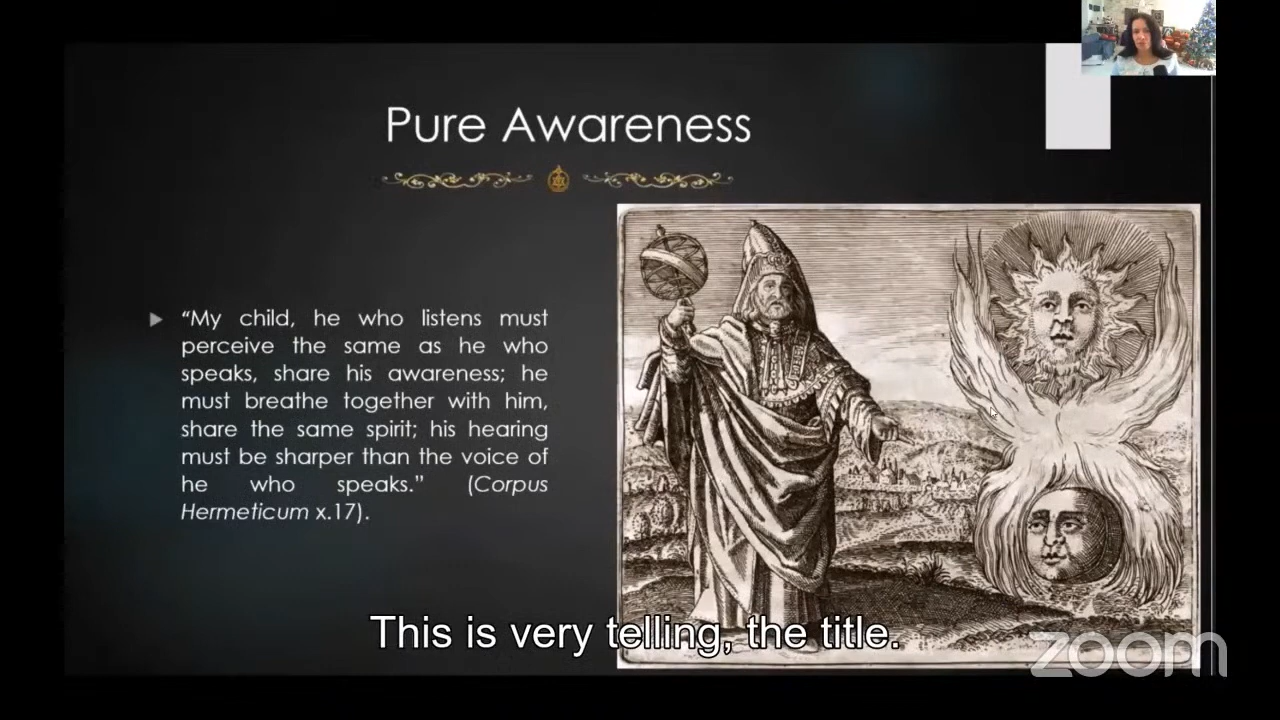 Pure Awareness
“My child, he who listens must
perceive the same as he who
speaks, share his awareness; he
must breathe together with him,
share the same spirit; his hearing
must be sharper than the voice of
he who speaks.” (Corpus
Hermeticum x.17).
This is very telling, the title.
zoom